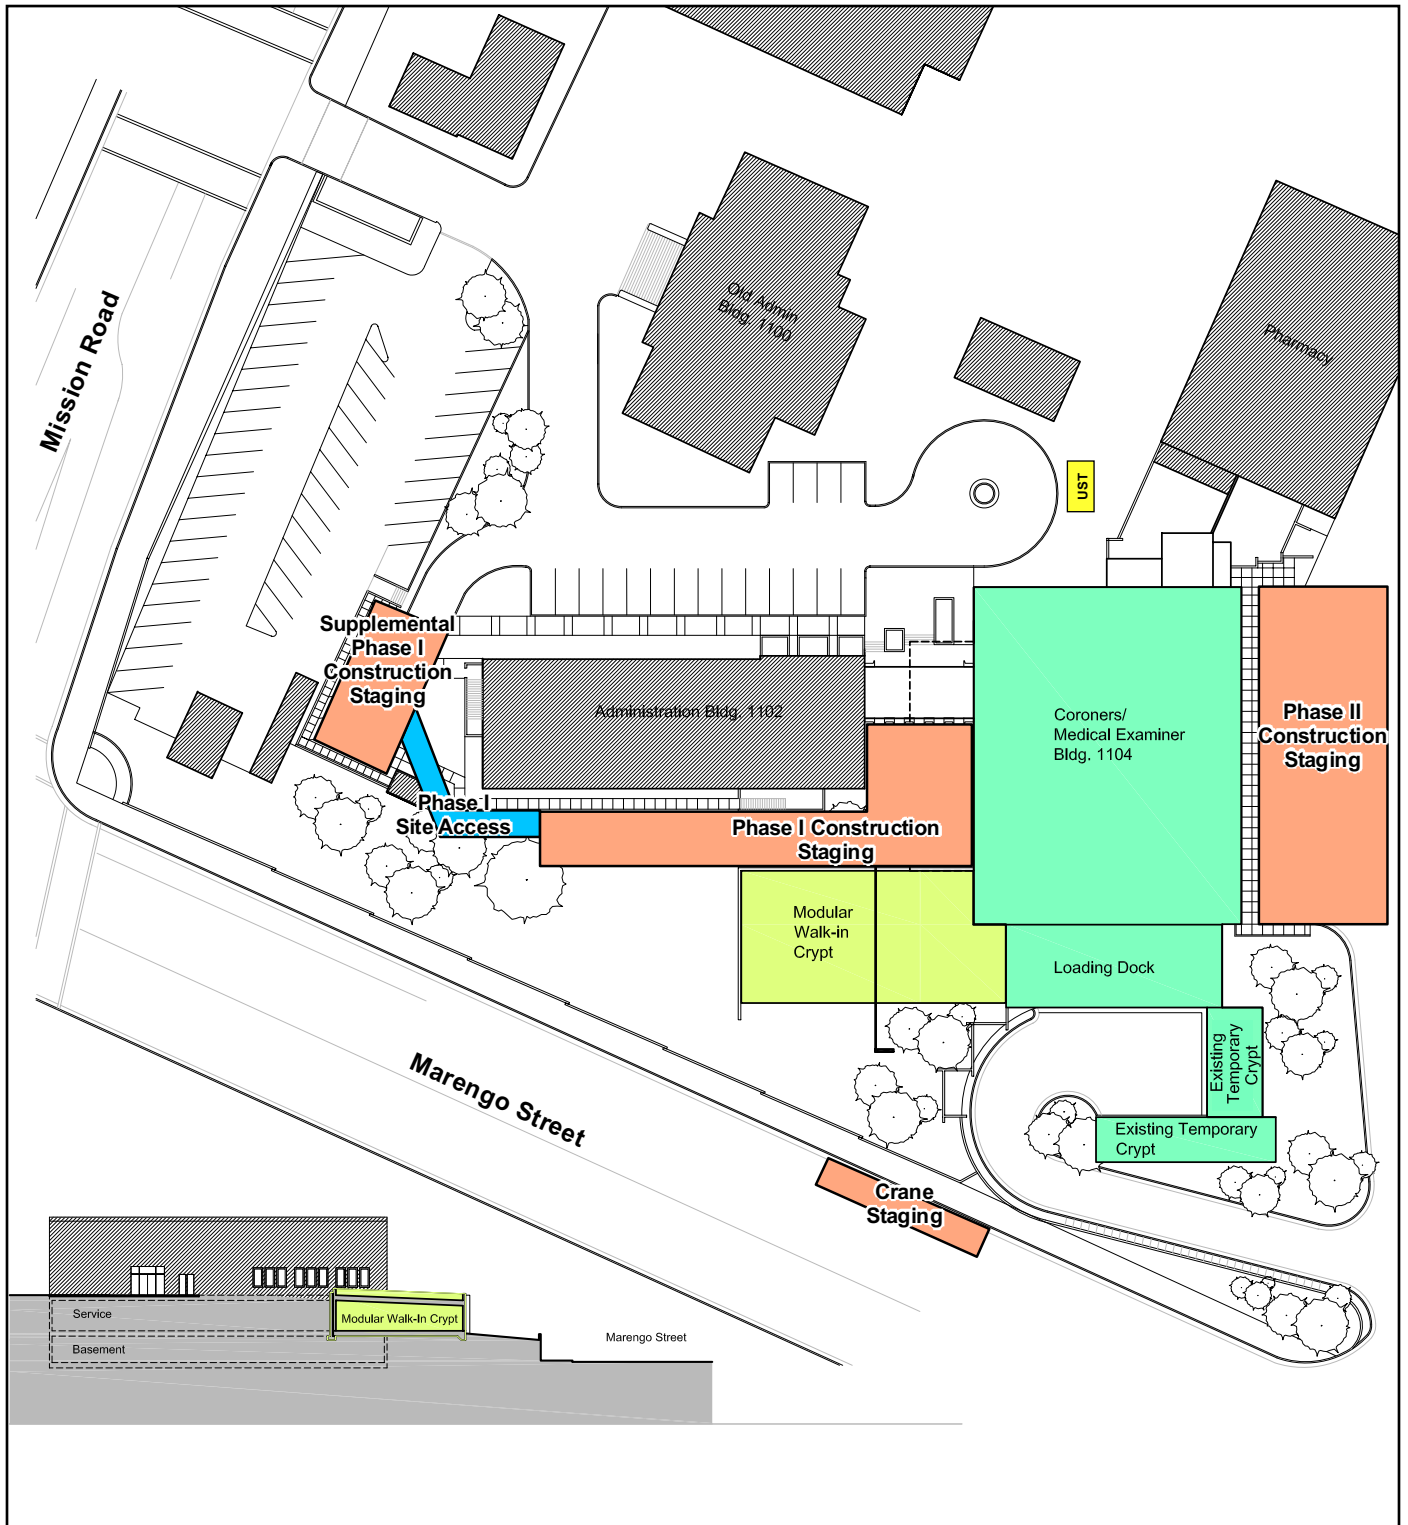 Mission Road
Old Admin
Bldg. 1100
Pharmacy
UST
Supplemental
Phase I
Construction
Staging
Administration Bldg. 1102
Coroners/
Medical Examiner
Bldg. 1104
Phase II
Construction
Staging
Phase I
Site Access
Phase I Construction
Staging
Modular
Walk-in
Crypt
Loading Dock
Existing
Temporary
Crypt
Existing Temporary
Crypt
Marengo Street
Crane
Staging
Service
Modular Walk-In Crypt
Marengo Street
Basement